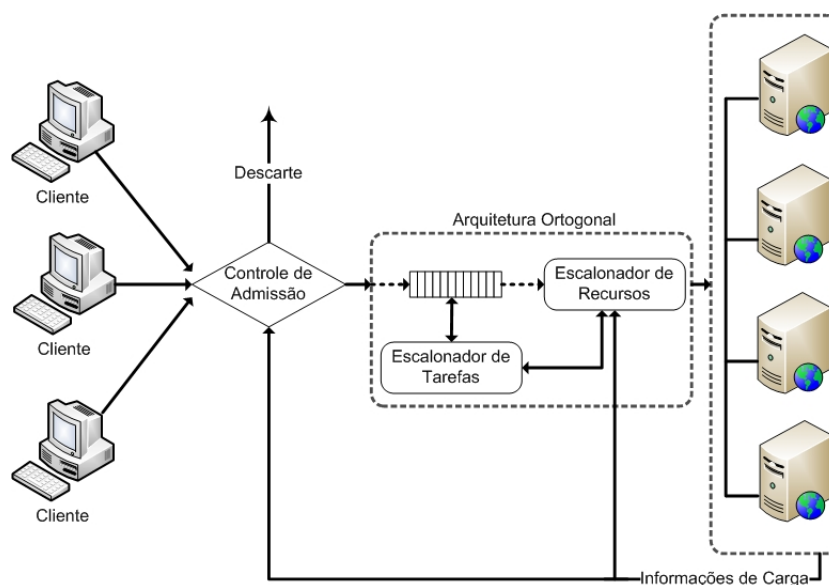 Cliente
Cliente
Cliente
Descarte
Controle de
Admissão
Arquitetura Ortogonal
Escalonador de
Recursos
Escalonador de
Tarefas
Informações de Carga